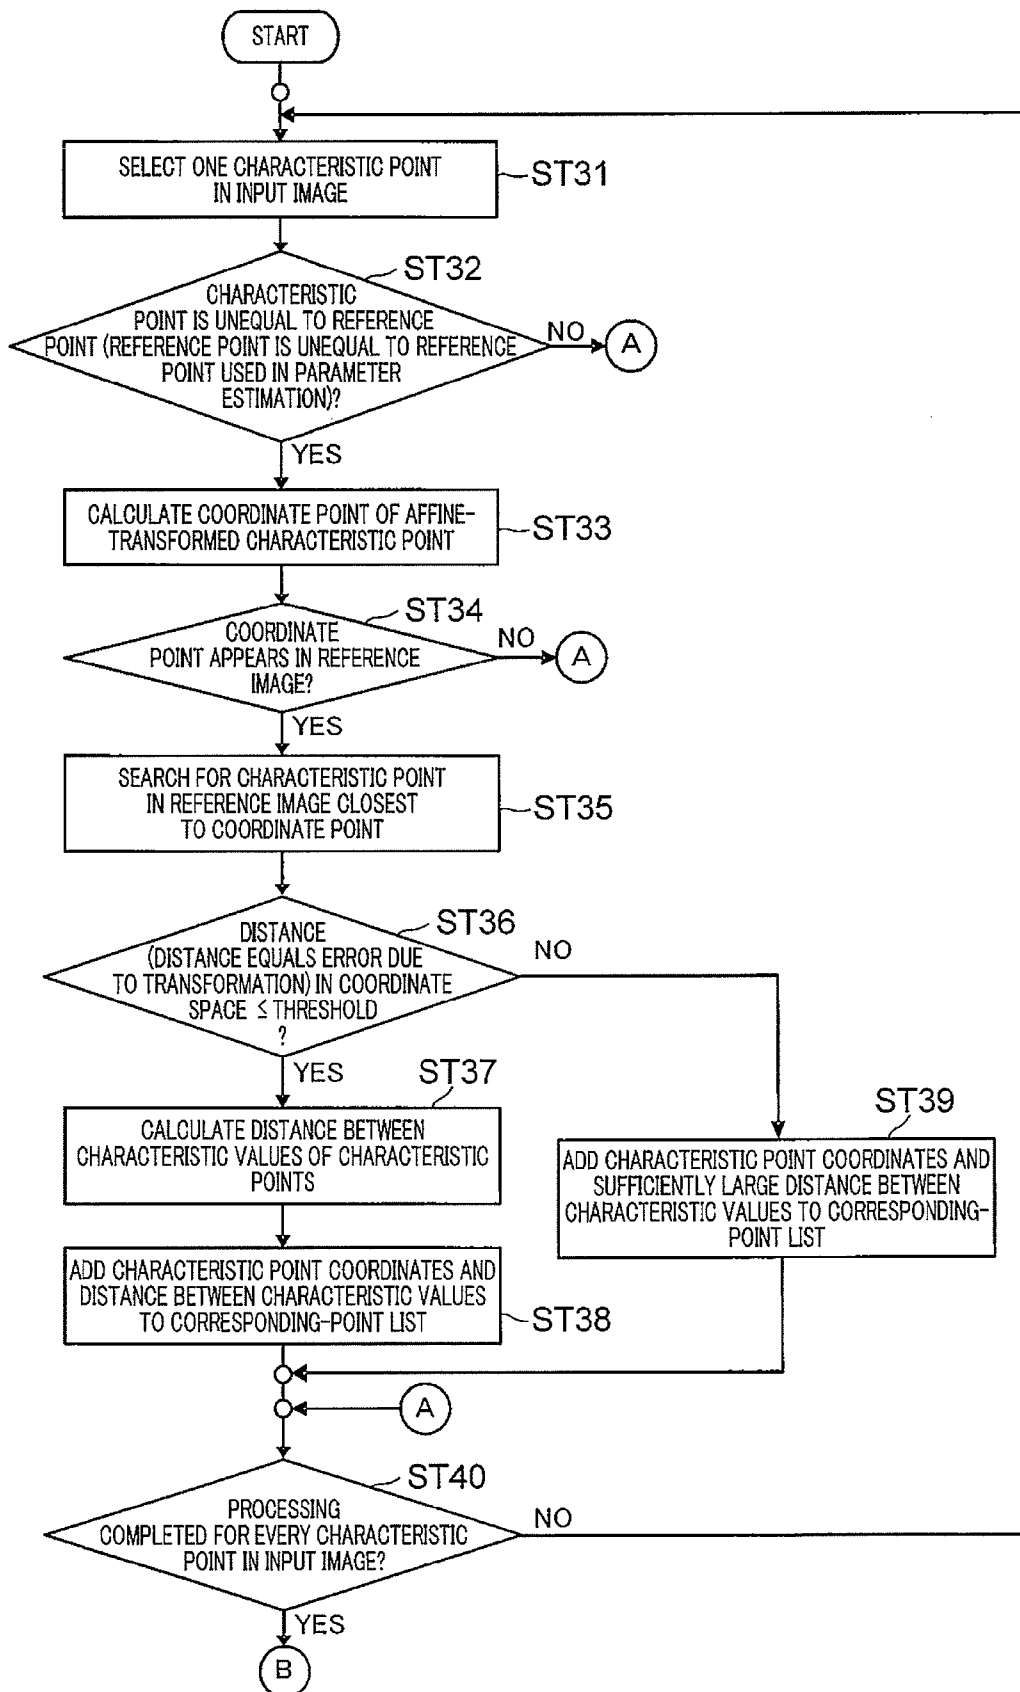 START
SELECT ONE CHARACTERISTIC POINT
IN INPUT IMAGE
ST31
ST32
CHARACTERISTIC
POINT IS UNEQUAL TO REFERENCE
POINT (REFERENCE POINT IS UNEQUAL TO REFERENCE
POINT USED IN PARAMETER
ESTIMATION)?
NO
A
YES
CALCULATE COORDINATE POINT OF AFFINE-
TRANSFORMED CHARACTERISTIC POINT
ST33
ST34
COORDINATE
POINT APPEARS IN REFERENCE
IMAGE?
NO
A
YES
SEARCH FOR CHARACTERISTIC POINT
IN REFERENCE IMAGE CLOSEST
TO COORDINATE POINT
ST35
ST36
DISTANCE
(DISTANCE EQUALS ERROR DUE
TO TRANSFORMATION) IN COORDINATE
SPACE ≦ THRESHOLD
?
NO
YES
ST37
CALCULATE DISTANCE BETWEEN
CHARACTERISTIC VALUES OF CHARACTERISTIC
POINTS
ST39
ADD CHARACTERISTIC POINT COORDINATES AND
SUFFICIENTLY LARGE DISTANCE BETWEEN
CHARACTERISTIC VALUES TO CORRESPONDING-
POINT LIST
ADD CHARACTERISTIC POINT COORDINATES AND
DISTANCE BETWEEN CHARACTERISTIC VALUES
TO CORRESPONDING-POINT LIST
ST38
A
ST40
PROCESSING
COMPLETED FOR EVERY CHARACTERISTIC
POINT IN INPUT IMAGE?
NO
YES
B